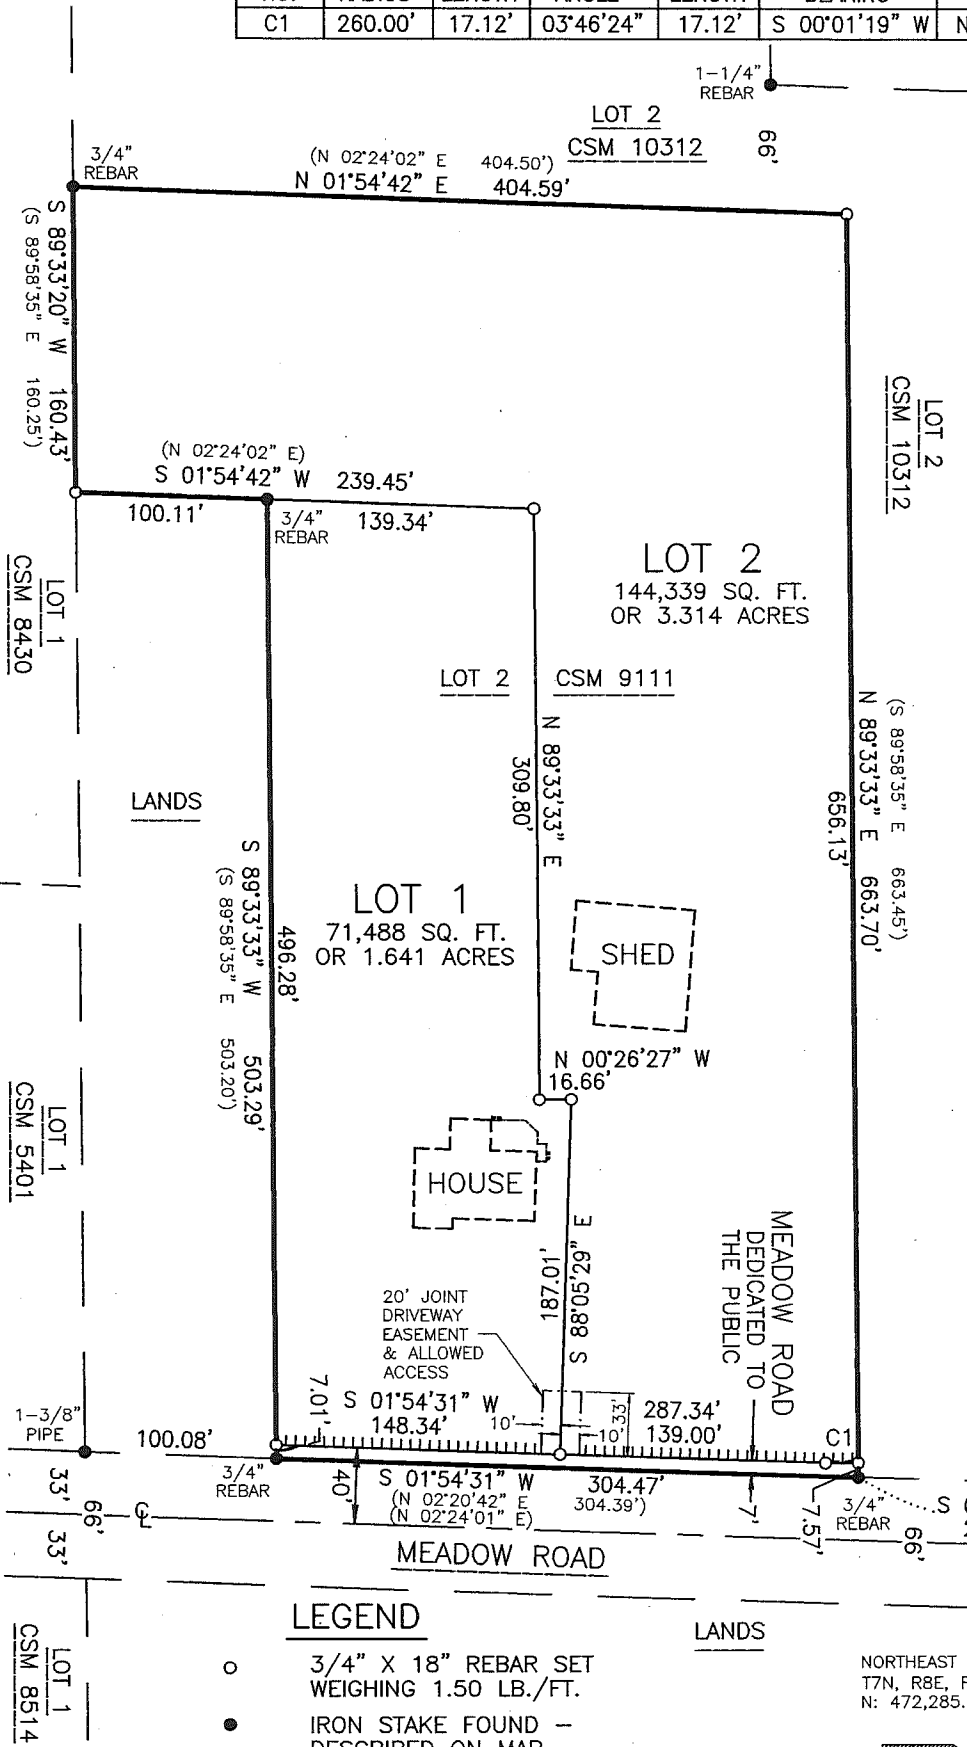 C1 260.00' 17.12' 03°46'24" 17.12' S 00°01'19" W N
1-1/4"
REBAR
66'
LOT 2
CSM 10312
3/4"
REBAR
(N 02°24'02" E 404.50')
N 01°54'42" E 404.59'
S 89°33'20" W 160.43'
(S 89°58'35" E 160.25')
LOT 2
CSM 10312
(N 02°24'02" E)
S 01°54'42" W 239.45'
100.11'
3/4"
REBAR
139.34'
LOT 2
144,339 SQ. FT.
OR 3.314 ACRES
LOT 1
CSM 8430
LOT 2 CSM 9111
N 89°33'33" E
309.80'
(S 89°58'35" E 663.45')
N 89°33'33" E 663.70'
656.13'
LANDS
LOT 1
71,488 SQ. FT.
OR 1.641 ACRES
SHED
496.28'
S 89°33'33" W 503.29'
(S 89°58'35" E 503.20')
N 00°26'27" W
16.66'
LOT 1
CSM 5401
HOUSE
S 88°05'29" E
187.01'
MEADOW ROAD
DEDICATED TO
THE PUBLIC
20' JOINT
DRIVEWAY
EASEMENT
& ALLOWED
ACCESS
7.01'
S 01°54'31" W
148.34'
10'
10'
33'
287.34'
139.00'
C1
1-3/8"
PIPE
100.08'
3/4"
REBAR
40'
S 01°54'31" W 304.47'
(N 02°20'42" E 304.39')
(N 02°24'01" E)
7'
7.57'
3/4"
REBAR
66'
S
33'
66'
33'
℄
MEADOW ROAD
LEGEND
LANDS
LOT 1
CSM 8514
3/4" X 18" REBAR SET
WEIGHING 1.50 LB./FT.
IRON STAKE FOUND –
DESCRIBED ON MAP
NORTHEAST
T7N, R8E,
N: 472,285.